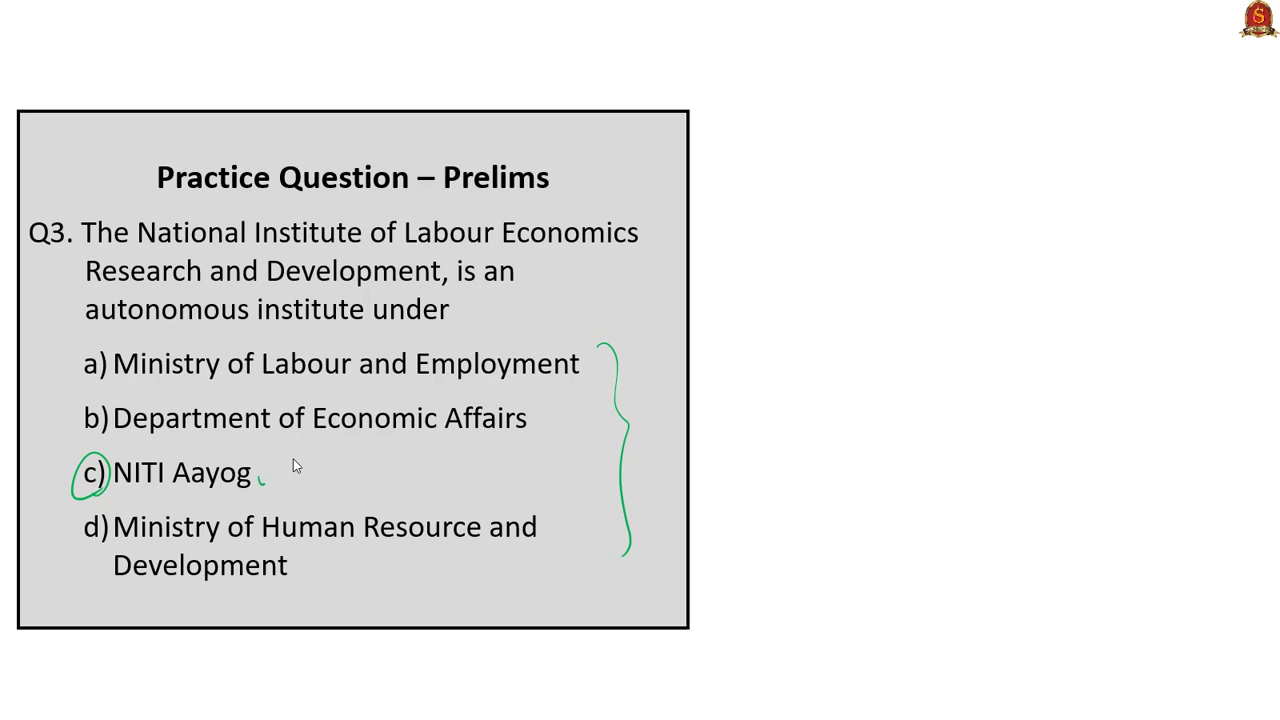 Practice Question – Prelims
Q3. The National Institute of Labour Economics
Research and Development, is an
autonomous institute under
a) Ministry of Labour and Employment
b) Department of Economic Affairs
c) NITI Aayog
d) Ministry of Human Resource and
Development